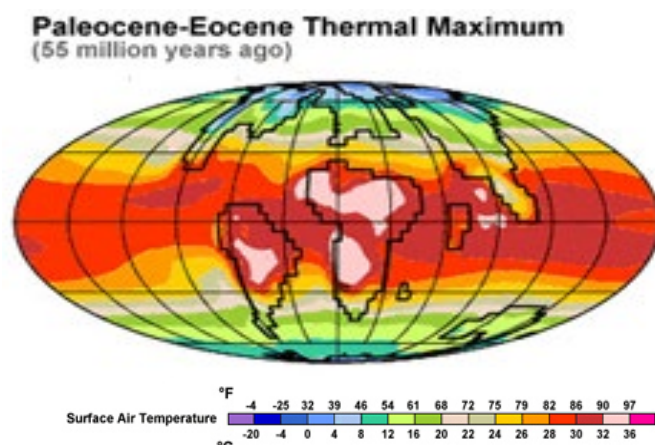 Paleocene-Eocene Thermal Maximum
(55 million years ago)
°F
-4 -25 32 39 46 54 61 68 72 75 79 82 86 90 97
Surface Air Temperature
-20 -4 0 4 8 12 16 20 22 24 26 28 30 32 36
°C